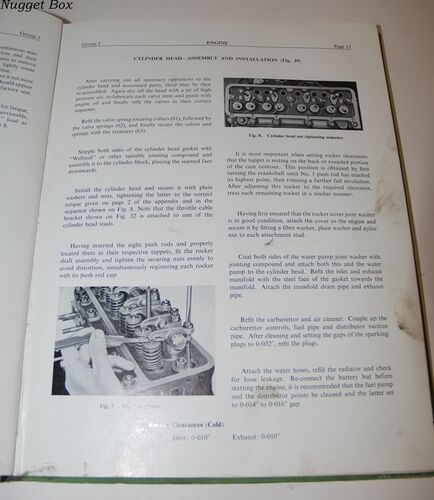 Nugget Box
Group 1
Group 1
ENGINE
Page 13
CYLINDER HEAD—ASSEMBLY AND INSTALLATION (Fig. 10)
After carrying out all necessary operations to the
cylinder head and associated parts, these may be then
re-assembled. Again dry off the head with a jet of high
pressure air, re-lubricate each valve stem and guide with
engine oil and finally refit the valves in their correct
sequence.
Refit the valve spring locating collars (61), followed by
the valve springs (62), and finally secure the valves and
springs with the retainers (63).
Stipple both sides of the cylinder head gasket with
"Wellseal" or other suitable jointing compound and
assemble it to the cylinder block, placing the seamed face
downwards.
Install the cylinder head and secure it with plain
washers and nuts, tightening the latter to the correct
torque given on page 2 of the appendix and in the
sequence shown on Fig. 8. Note that the throttle cable
bracket shown on Fig. 32 is attached to one of the
cylinder head studs.
Having inserted the eight push rods and properly
located them in their respective tappets, fit the rocker
shaft assembly and tighten the securing nuts evenly to
avoid distortion, simultaneously registering each rocker
with its push rod cup.
Fig.
Clearances (Cold)
Inlet: 0·010″ Exhaust: 0·010″
Fig. 8. Cylinder head nut tightening sequence
It is most important when setting rocker clearances
that the tappet is resting on the back or rounded portion
of the cam contour. This position is obtained by first
turning the crankshaft until No. 1 push rod has reached
its highest point, then rotating a further full revolution.
After adjusting this rocker to the required clearance,
treat each remaining rocker in a similar manner.
Having first ensured that the rocker cover joint washer
is in good condition, attach the cover to the engine and
secure it by fitting a fibre washer, plain washer and nyloc
nut to each attachment stud.
Coat both sides of the water pump joint washer with
jointing compound and attach both this and the water
pump to the cylinder head. Refit the inlet and exhaust
manifold with the steel face of the gasket towards the
manifold. Attach the manifold drain pipe and exhaust
pipe.
Refit the carburettor and air cleaner. Couple up the
carburettor controls, fuel pipe and distributor suction
pipe. After cleaning and setting the gaps of the sparking
plugs to 0·032″, refit the plugs.
Attach the water hoses, refill the radiator and check
for hose leakage. Re-connect the battery but before
starting the engine, it is recommended that the fuel pump
and the distributor points be cleaned and the latter set
to 0·014″ to 0·016″ gap.